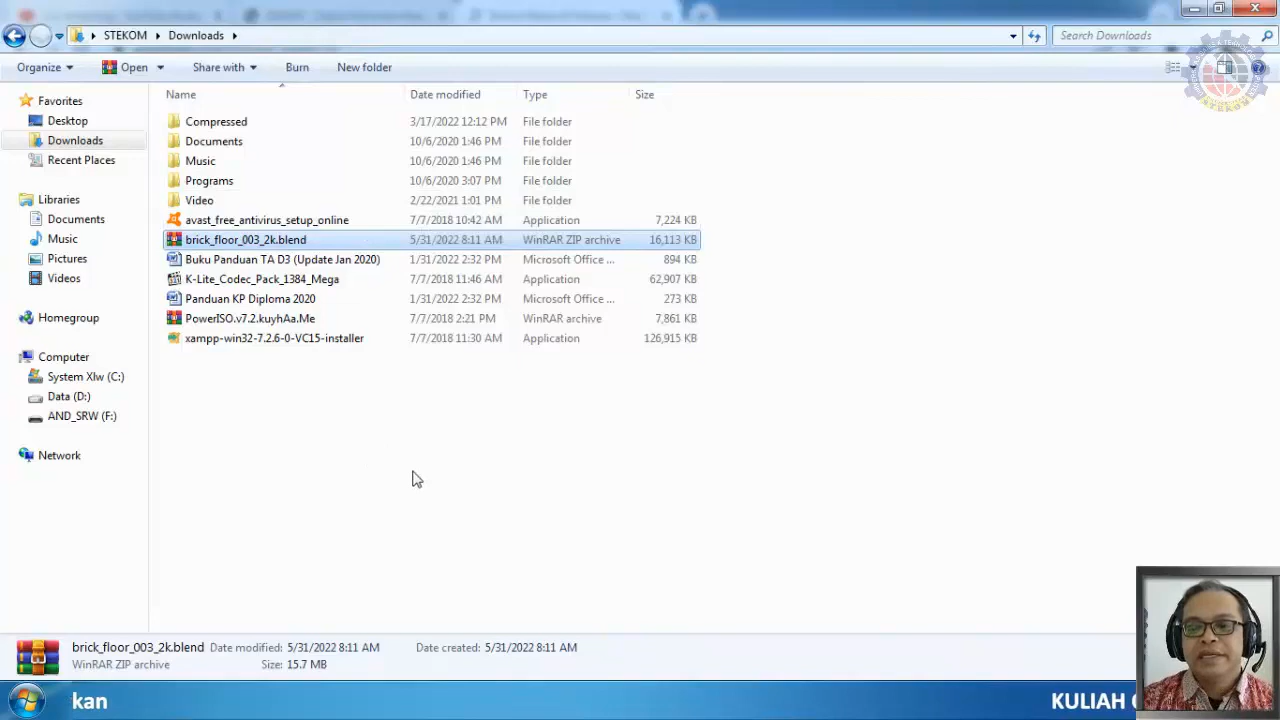 STEKOM Downloads Search Downloads
Organize Open Share with Burn New folder
Name Date modified Type Size
Favorites
Desktop
Downloads
Recent Places
Libraries
Documents
Music
Pictures
Videos
Homegroup
Computer
System Xlw (C:)
Data (D:)
AND_SRW (F:)
Network
Compressed 3/17/2022 12:12 PM File folder
Documents 10/6/2020 1:46 PM File folder
Music 10/6/2020 1:46 PM File folder
Programs 10/6/2020 3:07 PM File folder
Video 2/22/2021 1:01 PM File folder
avast_free_antivirus_setup_online 7/7/2018 10:42 AM Application 7,224 KB
brick_floor_003_2k.blend 5/31/2022 8:11 AM WinRAR ZIP archive 16,113 KB
Buku Panduan TA D3 (Update Jan 2020) 1/31/2022 2:32 PM Microsoft Office ... 894 KB
K-Lite_Codec_Pack_1384_Mega 7/7/2018 11:46 AM Application 62,907 KB
Panduan KP Diploma 2020 1/31/2022 2:32 PM Microsoft Office ... 273 KB
PowerISO.v7.2.kuyhAa.Me 7/7/2018 2:21 PM WinRAR archive 7,861 KB
xampp-win32-7.2.6-0-VC15-installer 7/7/2018 11:30 AM Application 126,915 KB
brick_floor_003_2k.blend Date modified: 5/31/2022 8:11 AM Date created: 5/31/2022 8:11 AM
WinRAR ZIP archive Size: 15.7 MB
kan KULIAH
STEKOM